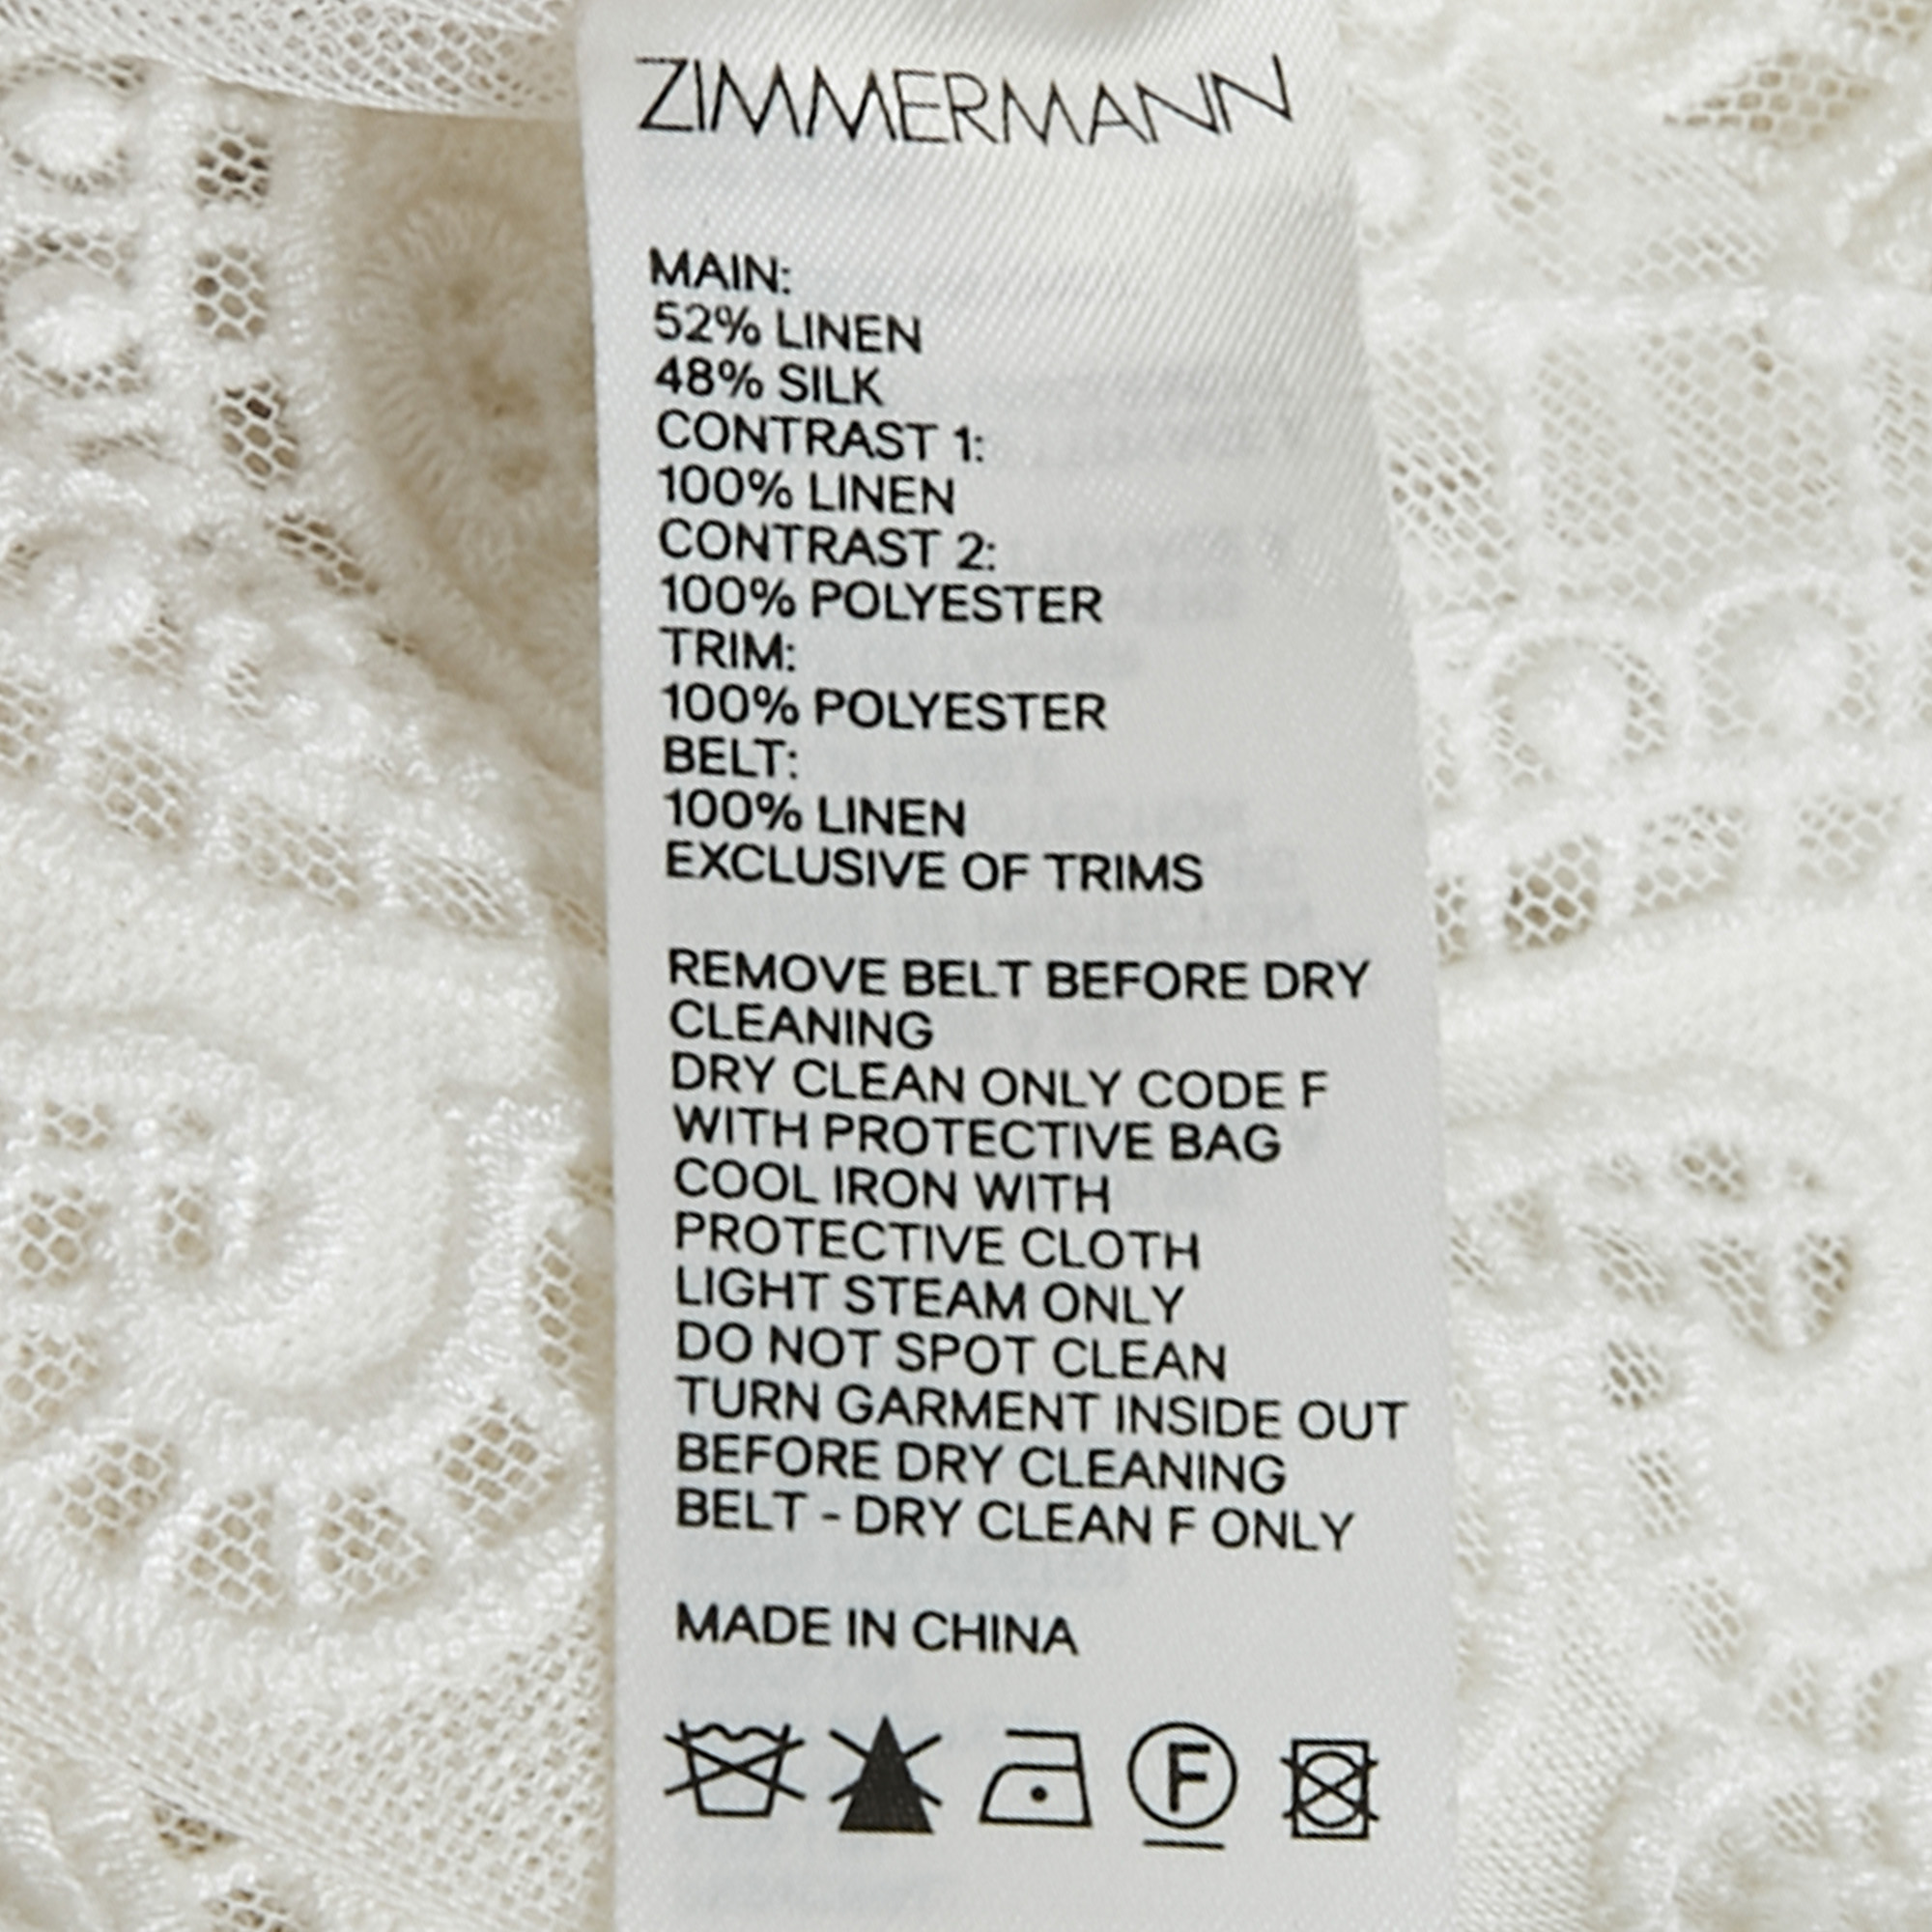 ZIMMERMANN
MAIN:
52% LINEN
48% SILK
CONTRAST 1:
100% LINEN
CONTRAST 2:
100% POLYESTER
TRIM:
100% POLYESTER
BELT:
100% LINEN
EXCLUSIVE OF TRIMS
REMOVE BELT BEFORE DRY
CLEANING
DRY CLEAN ONLY CODE F
WITH PROTECTIVE BAG
COOL IRON WITH
PROTECTIVE CLOTH
LIGHT STEAM ONLY
DO NOT SPOT CLEAN
TURN GARMENT INSIDE OUT
BEFORE DRY CLEANING
BELT - DRY CLEAN F ONLY
MADE IN CHINA
F